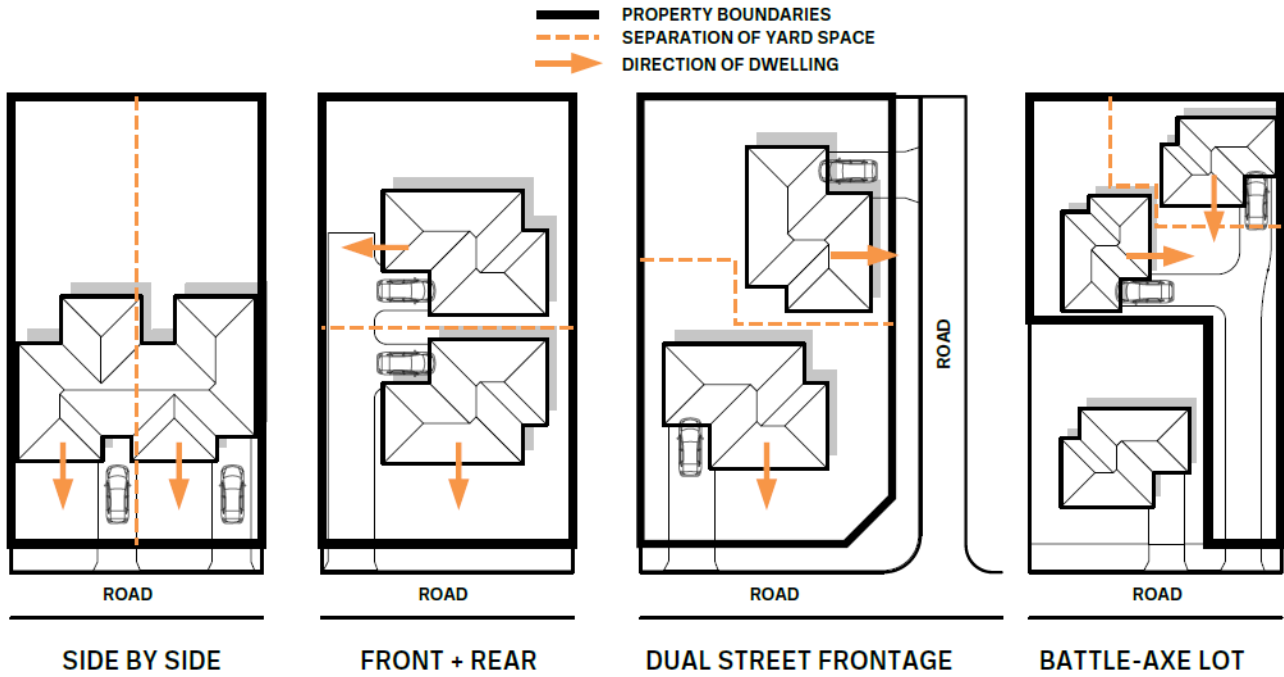 PROPERTY BOUNDARIES
SEPARATION OF YARD SPACE
DIRECTION OF DWELLING
ROAD
ROAD
ROAD
ROAD
ROAD
SIDE BY SIDE
FRONT + REAR
DUAL STREET FRONTAGE
BATTLE-AXE LOT